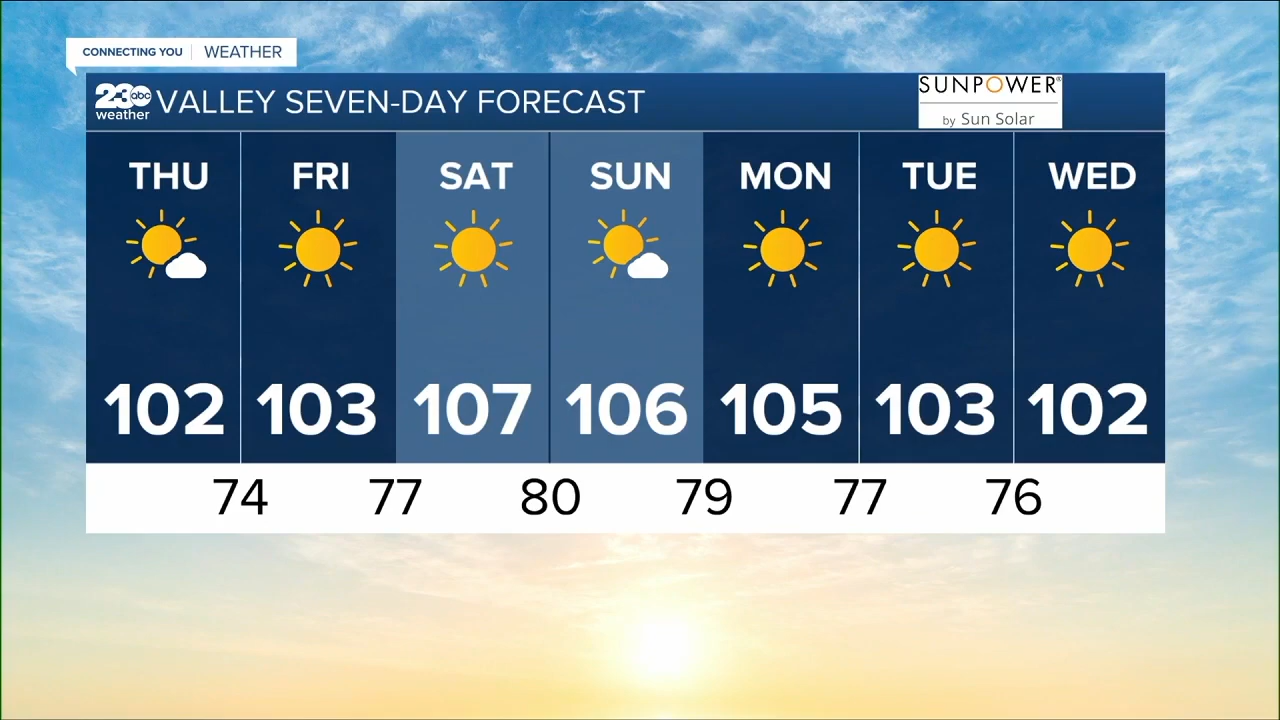 CONNECTING YOU WEATHER
23 abc
weather
VALLEY SEVEN-DAY FORECAST
SUNPOWER®
by Sun Solar
THU FRI SAT SUN MON TUE WED
102 103 107 106 105 103 102
74 77 80 79 77 76